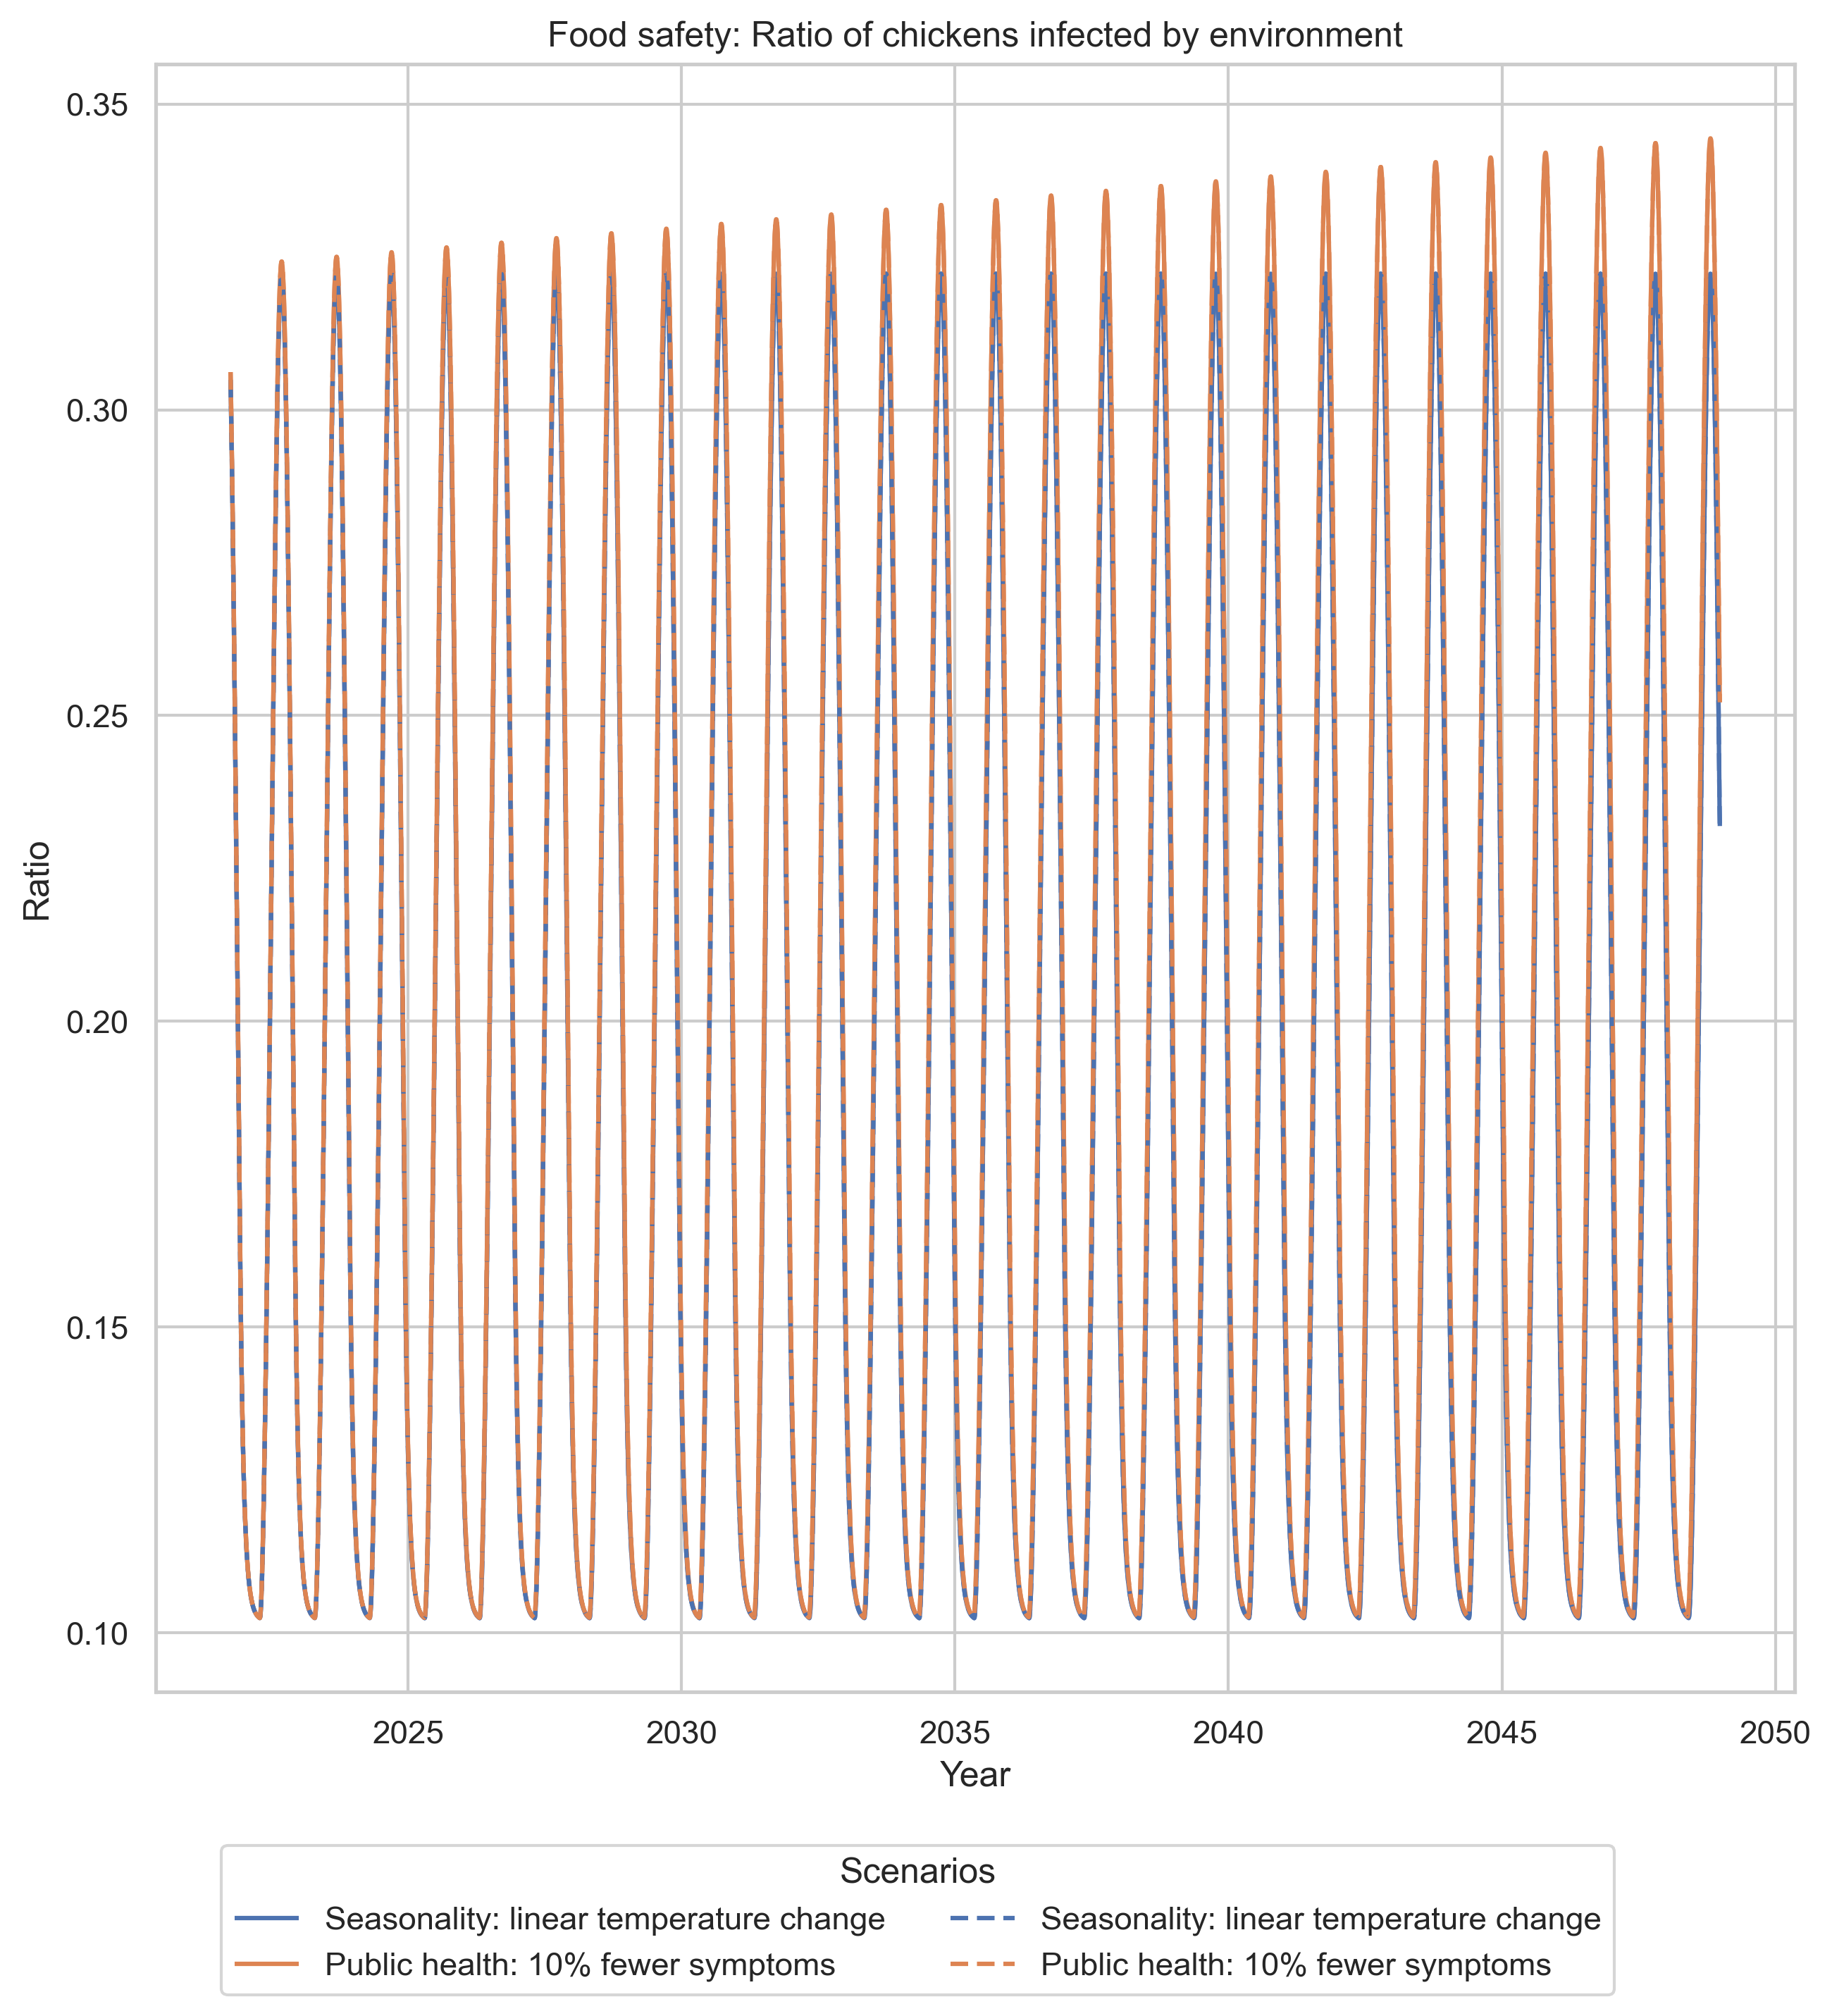 Food safety: Ratio of chickens infected by environment
0.35
0.30
0.25
0.20
0.15
0.10
Ratio
2025 2030 2035 2040 2045 2050
Year
Scenarios
Seasonality: linear temperature change Seasonality: linear temperature change
Public health: 10% fewer symptoms Public health: 10% fewer symptoms